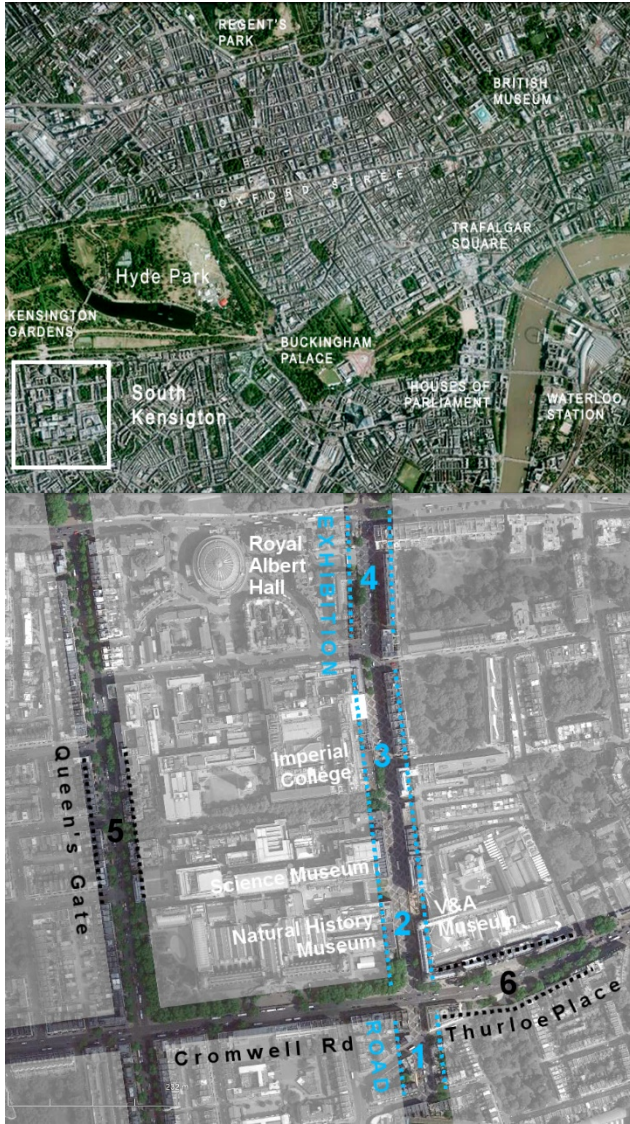 REGENT'S
PARK
BRITISH
MUSEUM
OXFORD STREET
TRAFALGAR
SQUARE
Hyde Park
KENSINGTON
GARDENS
BUCKINGHAM
PALACE
South
Kensigton
HOUSES OF
PARLIAMENT
WATERLOO
STATION
EXHIBITION
Royal
Albert
Hall
4
Imperial
College
3
Queen's Gate
5
Science Museum
V&A
Museum
2
Natural History
Museum
6
Thurloe Place
Cromwell Rd
ROAD
1